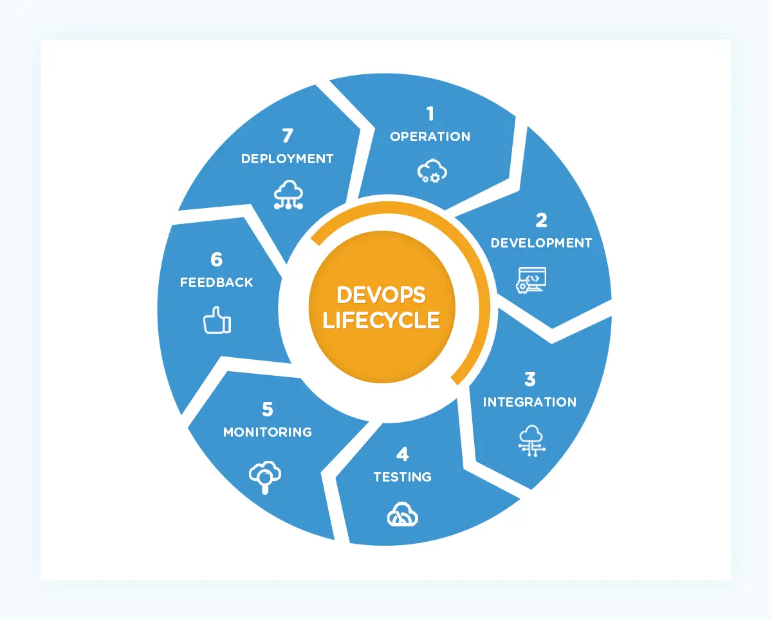 1
OPERATION
2
DEVELOPMENT
3
INTEGRATION
4
TESTING
5
MONITORING
6
FEEDBACK
7
DEPLOYMENT
DEVOPS
LIFECYCLE